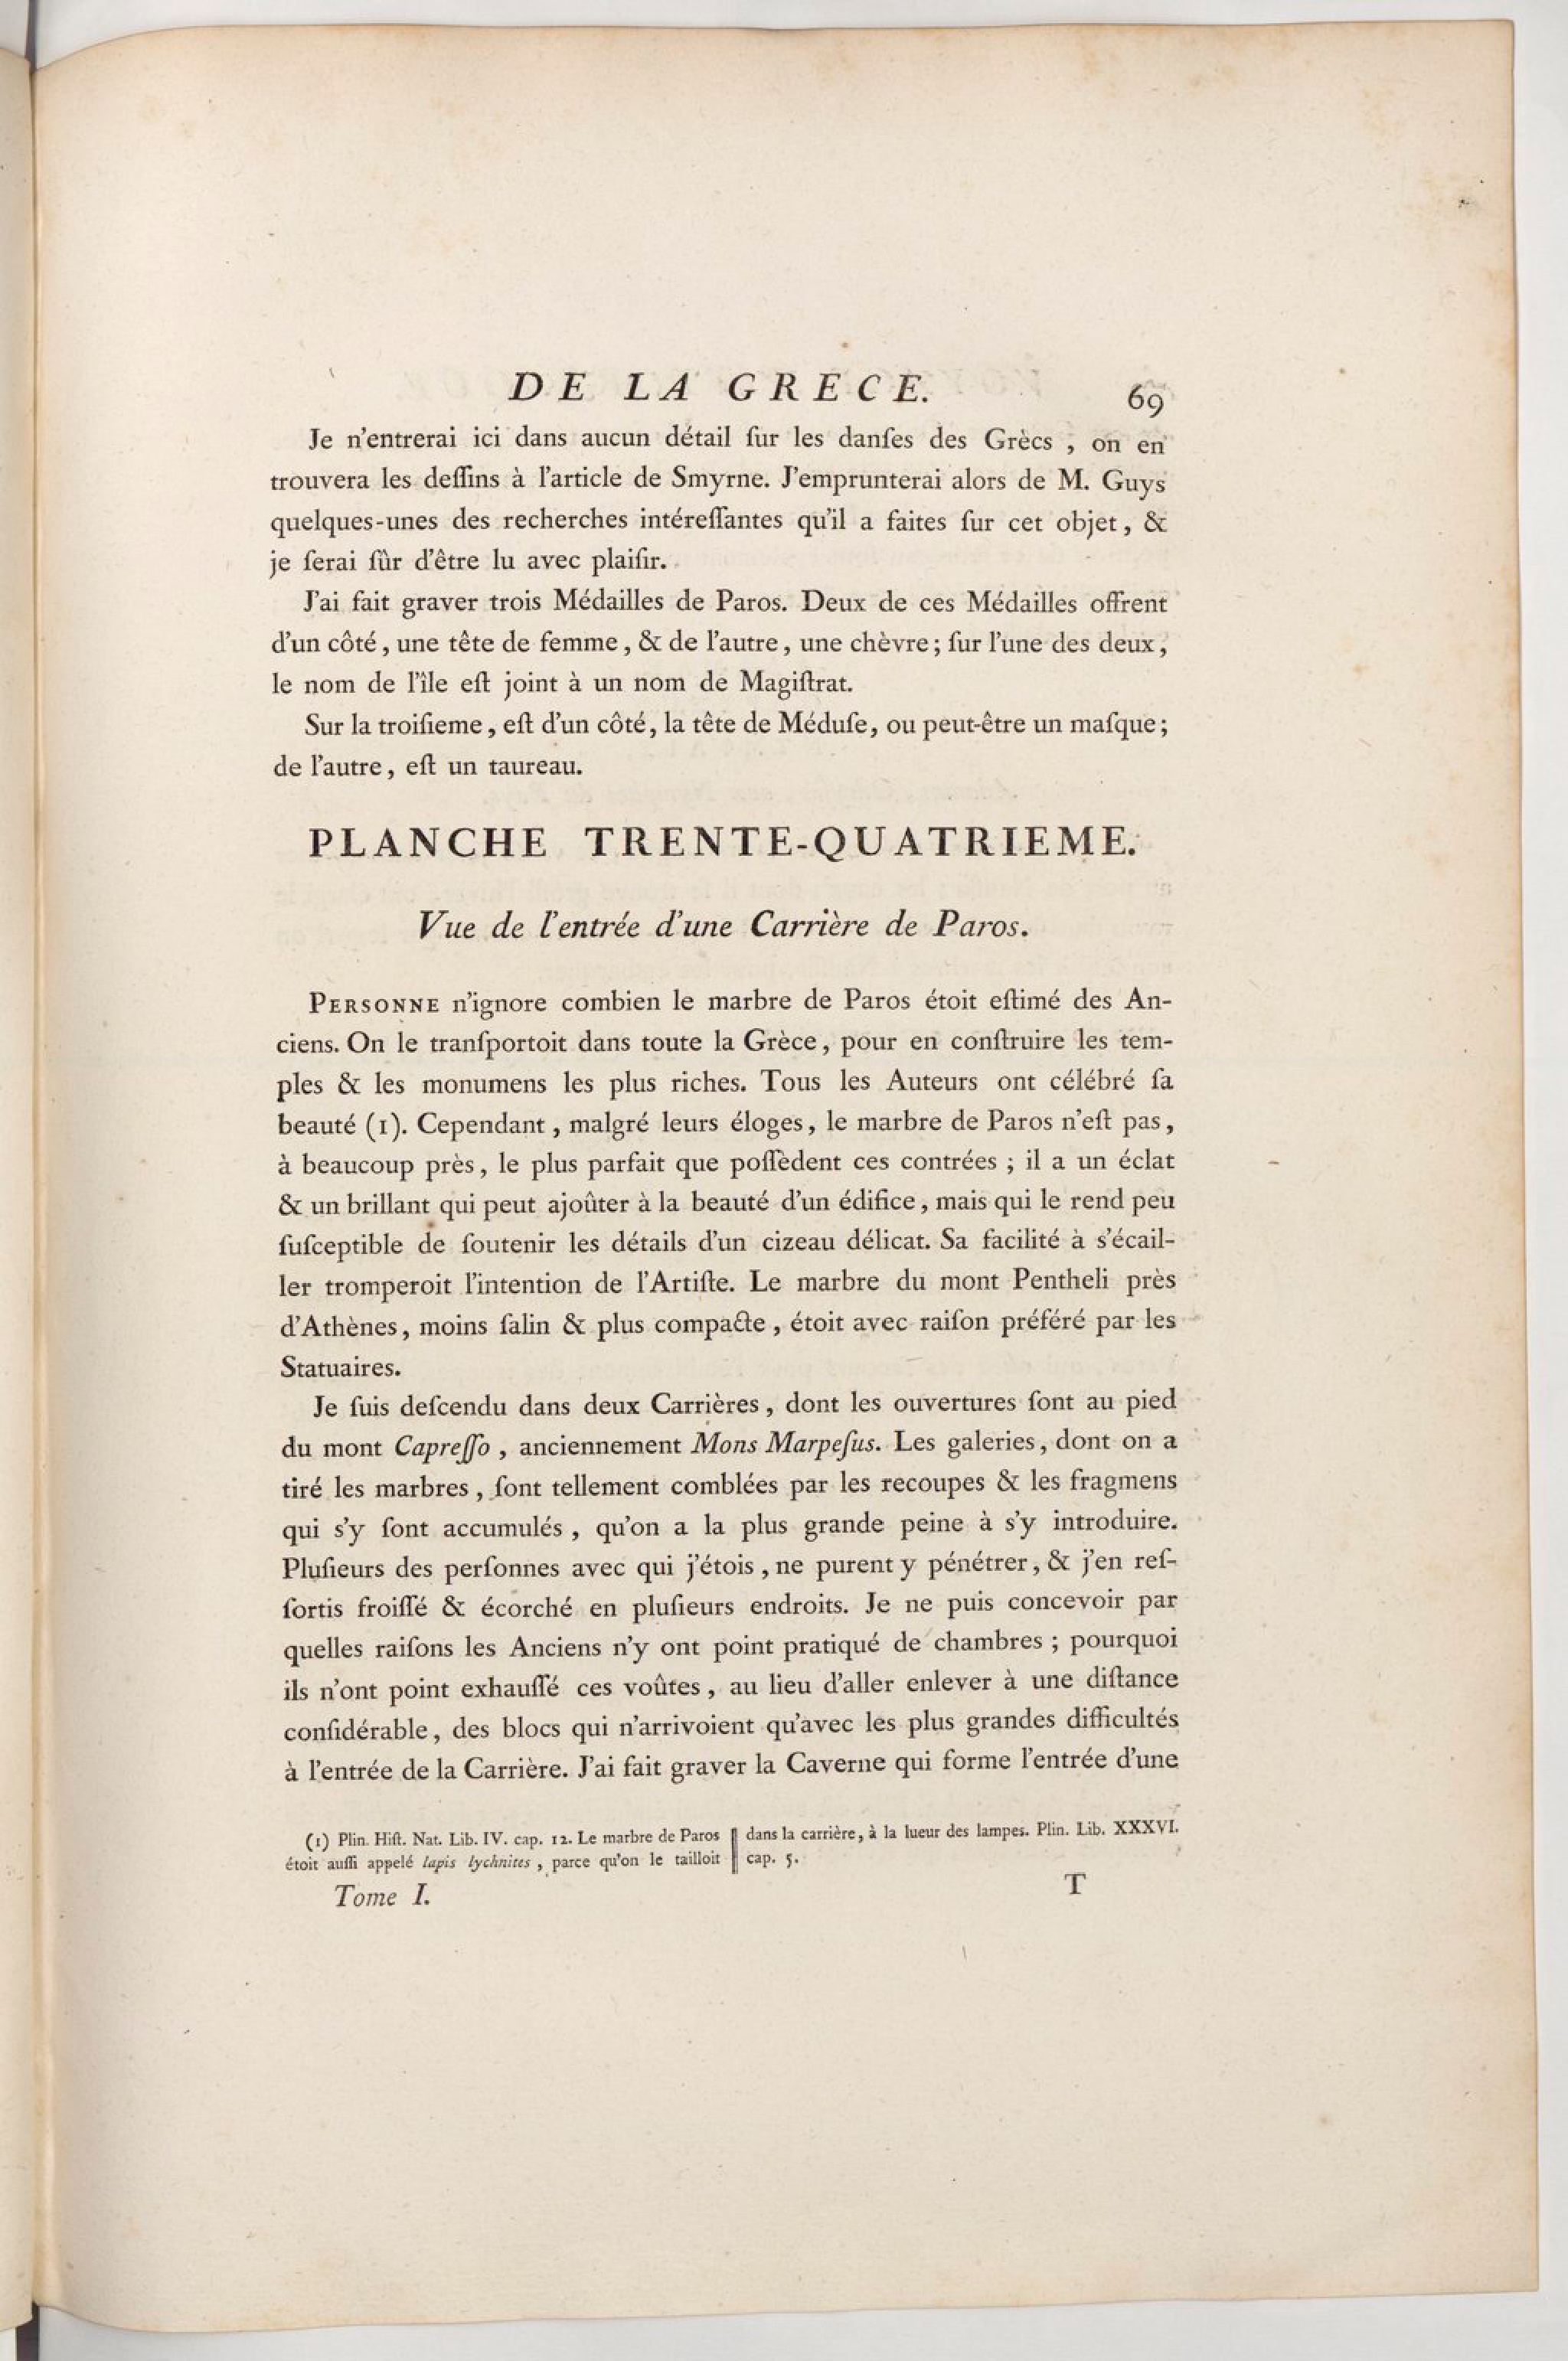 DE LA GRECE. 69
Je n'entrerai ici dans aucun détail ſur les danſes des Grècs, on en
trouvera les deſſins à l'article de Smyrne. J'emprunterai alors de M. Guys
quelques-unes des recherches intéreſſantes qu'il a faites ſur cet objet, &
je ſerai ſûr d'être lu avec plaiſir.
J'ai fait graver trois Médailles de Paros. Deux de ces Médailles offrent
d'un côté, une tête de femme, & de l'autre, une chèvre; ſur l'une des deux,
le nom de l'île eſt joint à un nom de Magiſtrat.
Sur la troiſieme, eſt d'un côté, la tête de Méduſe, ou peut-être un maſque;
de l'autre, eſt un taureau.
PLANCHE TRENTE-QUATRIEME.
Vue de l'entrée d'une Carrière de Paros.
PERSONNE n'ignore combien le marbre de Paros étoit eſtimé des An-
ciens. On le tranſportoit dans toute la Grèce, pour en conſtruire les tem-
ples & les monumens les plus riches. Tous les Auteurs ont célébré ſa
beauté (1). Cependant, malgré leurs éloges, le marbre de Paros n'eſt pas,
à beaucoup près, le plus parfait que poſſèdent ces contrées; il a un éclat
& un brillant qui peut ajoûter à la beauté d'un édifice, mais qui le rend peu
ſuſceptible de ſoutenir les détails d'un cizeau délicat. Sa facilité à s'écail-
ler tromperoit l'intention de l'Artiſte. Le marbre du mont Pentheli près
d'Athènes, moins ſalin & plus compacte, étoit avec raiſon préféré par les
Statuaires.
Je ſuis deſcendu dans deux Carrières, dont les ouvertures ſont au pied
du mont Capreſſo, anciennement Mons Marpeſus. Les galeries, dont on a
tiré les marbres, ſont tellement comblées par les recoupes & les fragmens
qui s'y ſont accumulés, qu'on a la plus grande peine à s'y introduire.
Pluſieurs des perſonnes avec qui j'étois, ne purent y pénétrer, & j'en reſ-
ſortis froiſſé & écorché en pluſieurs endroits. Je ne puis concevoir par
quelles raiſons les Anciens n'y ont point pratiqué de chambres; pourquoi
ils n'ont point exhauſſé ces voûtes, au lieu d'aller enlever à une diſtance
conſidérable, des blocs qui n'arrivoient qu'avec les plus grandes difficultés
à l'entrée de la Carrière. J'ai fait graver la Caverne qui forme l'entrée d'une
(1) Plin. Hiſt. Nat. Lib. IV. cap. 12. Le marbre de Paros
étoit auſſi appelé lapis lychnites, parce qu'on le tailloit
dans la carrière, à la lueur des lampes. Plin. Lib. XXXVI.
cap. 5.
Tome I. T